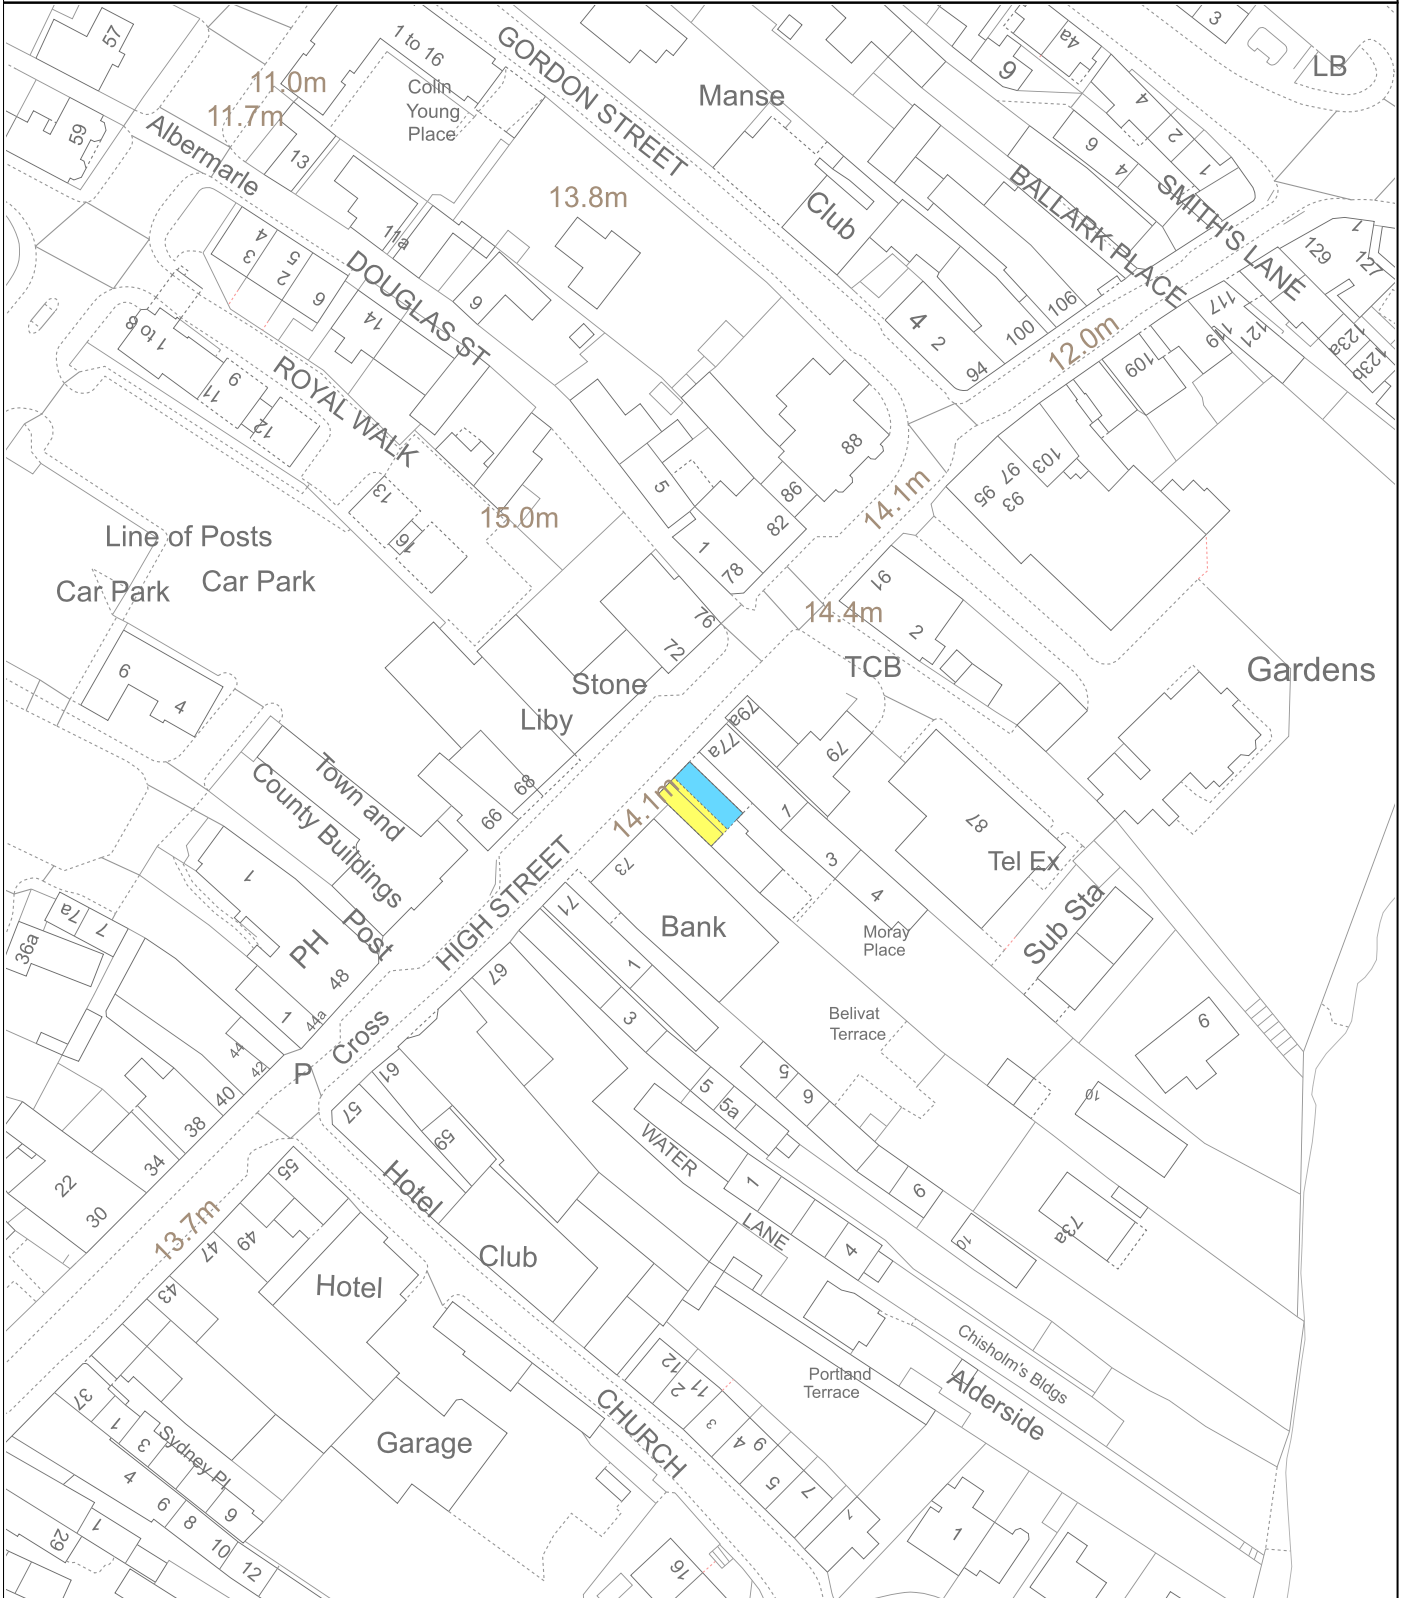 57
1 to 16
GORDON STREET
3
4a
9
LB
11.0m
11.7m
Colin
Young
Place
Manse
4
59
Albermarle
13
6
2
4
1
13.8m
BALLARK PLACE
SMITH'S LANE
Club
11a
4
3
5
2
6
DOUGLAS ST
9
129
1
127
14
1 to 8
4
2
100
106
117
119
121
123a
123b
12.0m
109
94
ROYAL WALK
9
11
12
88
13
16
15.0m
5
86
82
14.1m
95
97
93
103
Line of Posts
Car Park
Car Park
1
78
91
14.4m
2
76
72
TCB
Gardens
6
4
Stone
Liby
79a
77a
79
Town and
County Buildings
68
66
14.1m
1
87
3
Tel Ex
4
73
1
HIGH STREET
71
Bank
Moray
Place
Sub Sta
7a
7
36a
PH
Post
48
67
1
3
Belivat
Terrace
9
1
44a
Cross
P
44
42
61
57
5
6
5a
10
40
38
59
WATER
34
22
30
55
Hotel
1
9
73a
13.7m
47
49
LANE
4
10
43
Hotel
Club
Chisholm's Bldgs
Portland
Terrace
Alderside
12
2
11
3
4
9
5
7
37
1
3
Sydney Pl
CHURCH
Garage
4
6
8
9
10
12
29
1
16
7
1